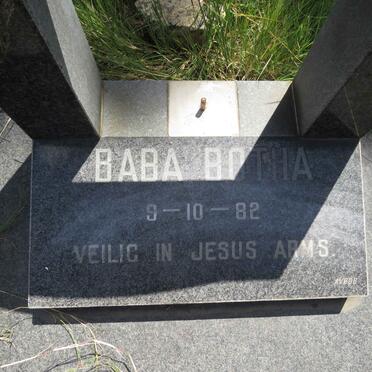 BABA BOTHA
9-10-82
VEILIG IN JESUS ARMS.